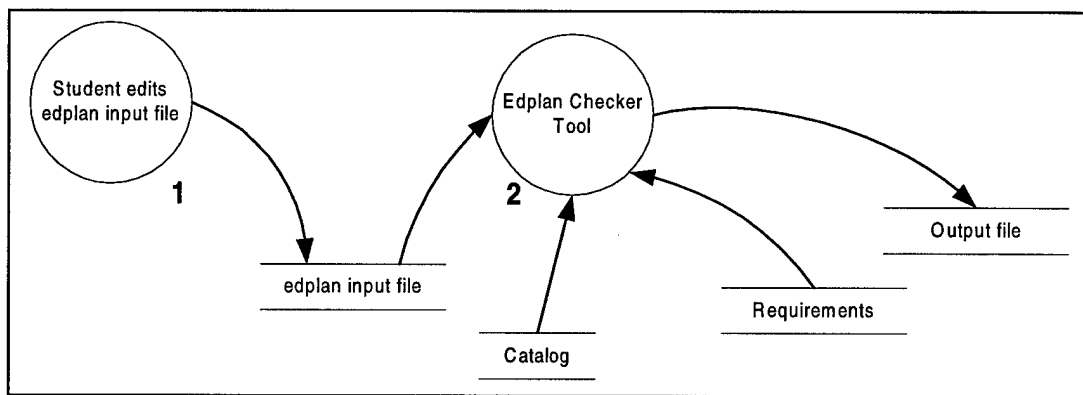 Student edits
edplan input file
1
Edplan Checker
Tool
2
edplan input file
Catalog
Requirements
Output file